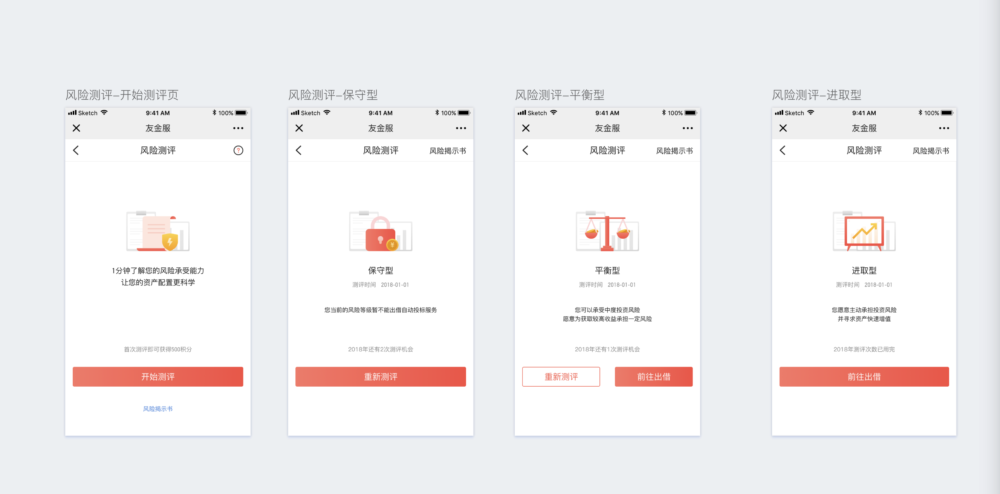 风险测评–开始测评页
Sketch 9:41 AM 100%
友金服
风险测评 ?
1分钟了解您的风险承受能力
让您的资产配置更科学
首次测评即可获得500积分
开始测评
风险揭示书
风险测评–保守型
Sketch 9:41 AM 100%
友金服
风险测评 风险揭示书
¥
保守型
测评时间 2018-01-01
您当前的风险等级暂不能出借自动投标服务
2018年还有2次测评机会
重新测评
风险测评–平衡型
Sketch 9:41 AM 100%
友金服
风险测评 风险揭示书
平衡型
测评时间 2018-01-01
您可以承受中度投资风险
愿意为获取较高收益承担一定风险
2018年还有1次测评机会
重新测评 前往出借
风险测评–进取型
Sketch 9:41 AM 100%
友金服
风险测评 风险揭示书
进取型
测评时间 2018-01-01
您愿意主动承担投资风险
并寻求资产快速增值
2018年测评次数已用完
前往出借